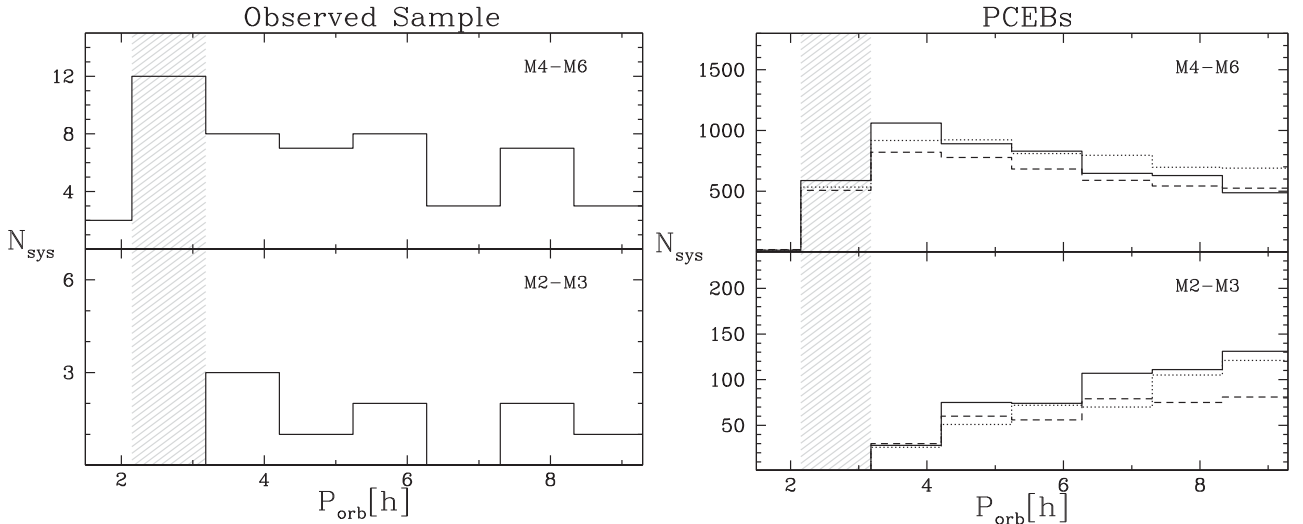 Observed Sample
12
8
4
M4-M6
N_sys
6
3
M2-M3
2 4 6 8
P_orb[h]
PCEBs
1500
1000
500
M4-M6
N_sys
200
150
100
50
M2-M3
2 4 6 8
P_orb[h]